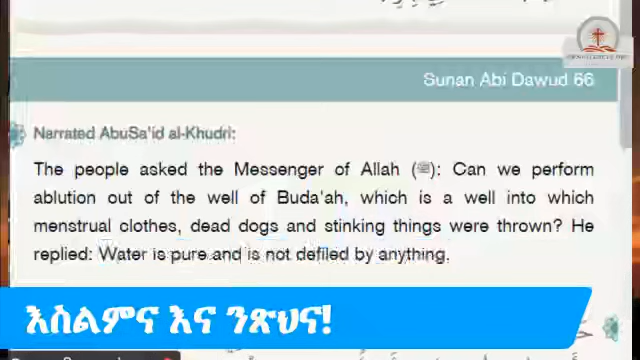 Sunan Abi Dawud 66
Narrated AbuSa'id al-Khudri:
The people asked the Messenger of Allah (ﷺ): Can we perform
ablution out of the well of Buda'ah, which is a well into which
menstrual clothes, dead dogs and stinking things were thrown? He
replied: Water is pure and is not defiled by anything.
እስልምና እና ንጽህና!